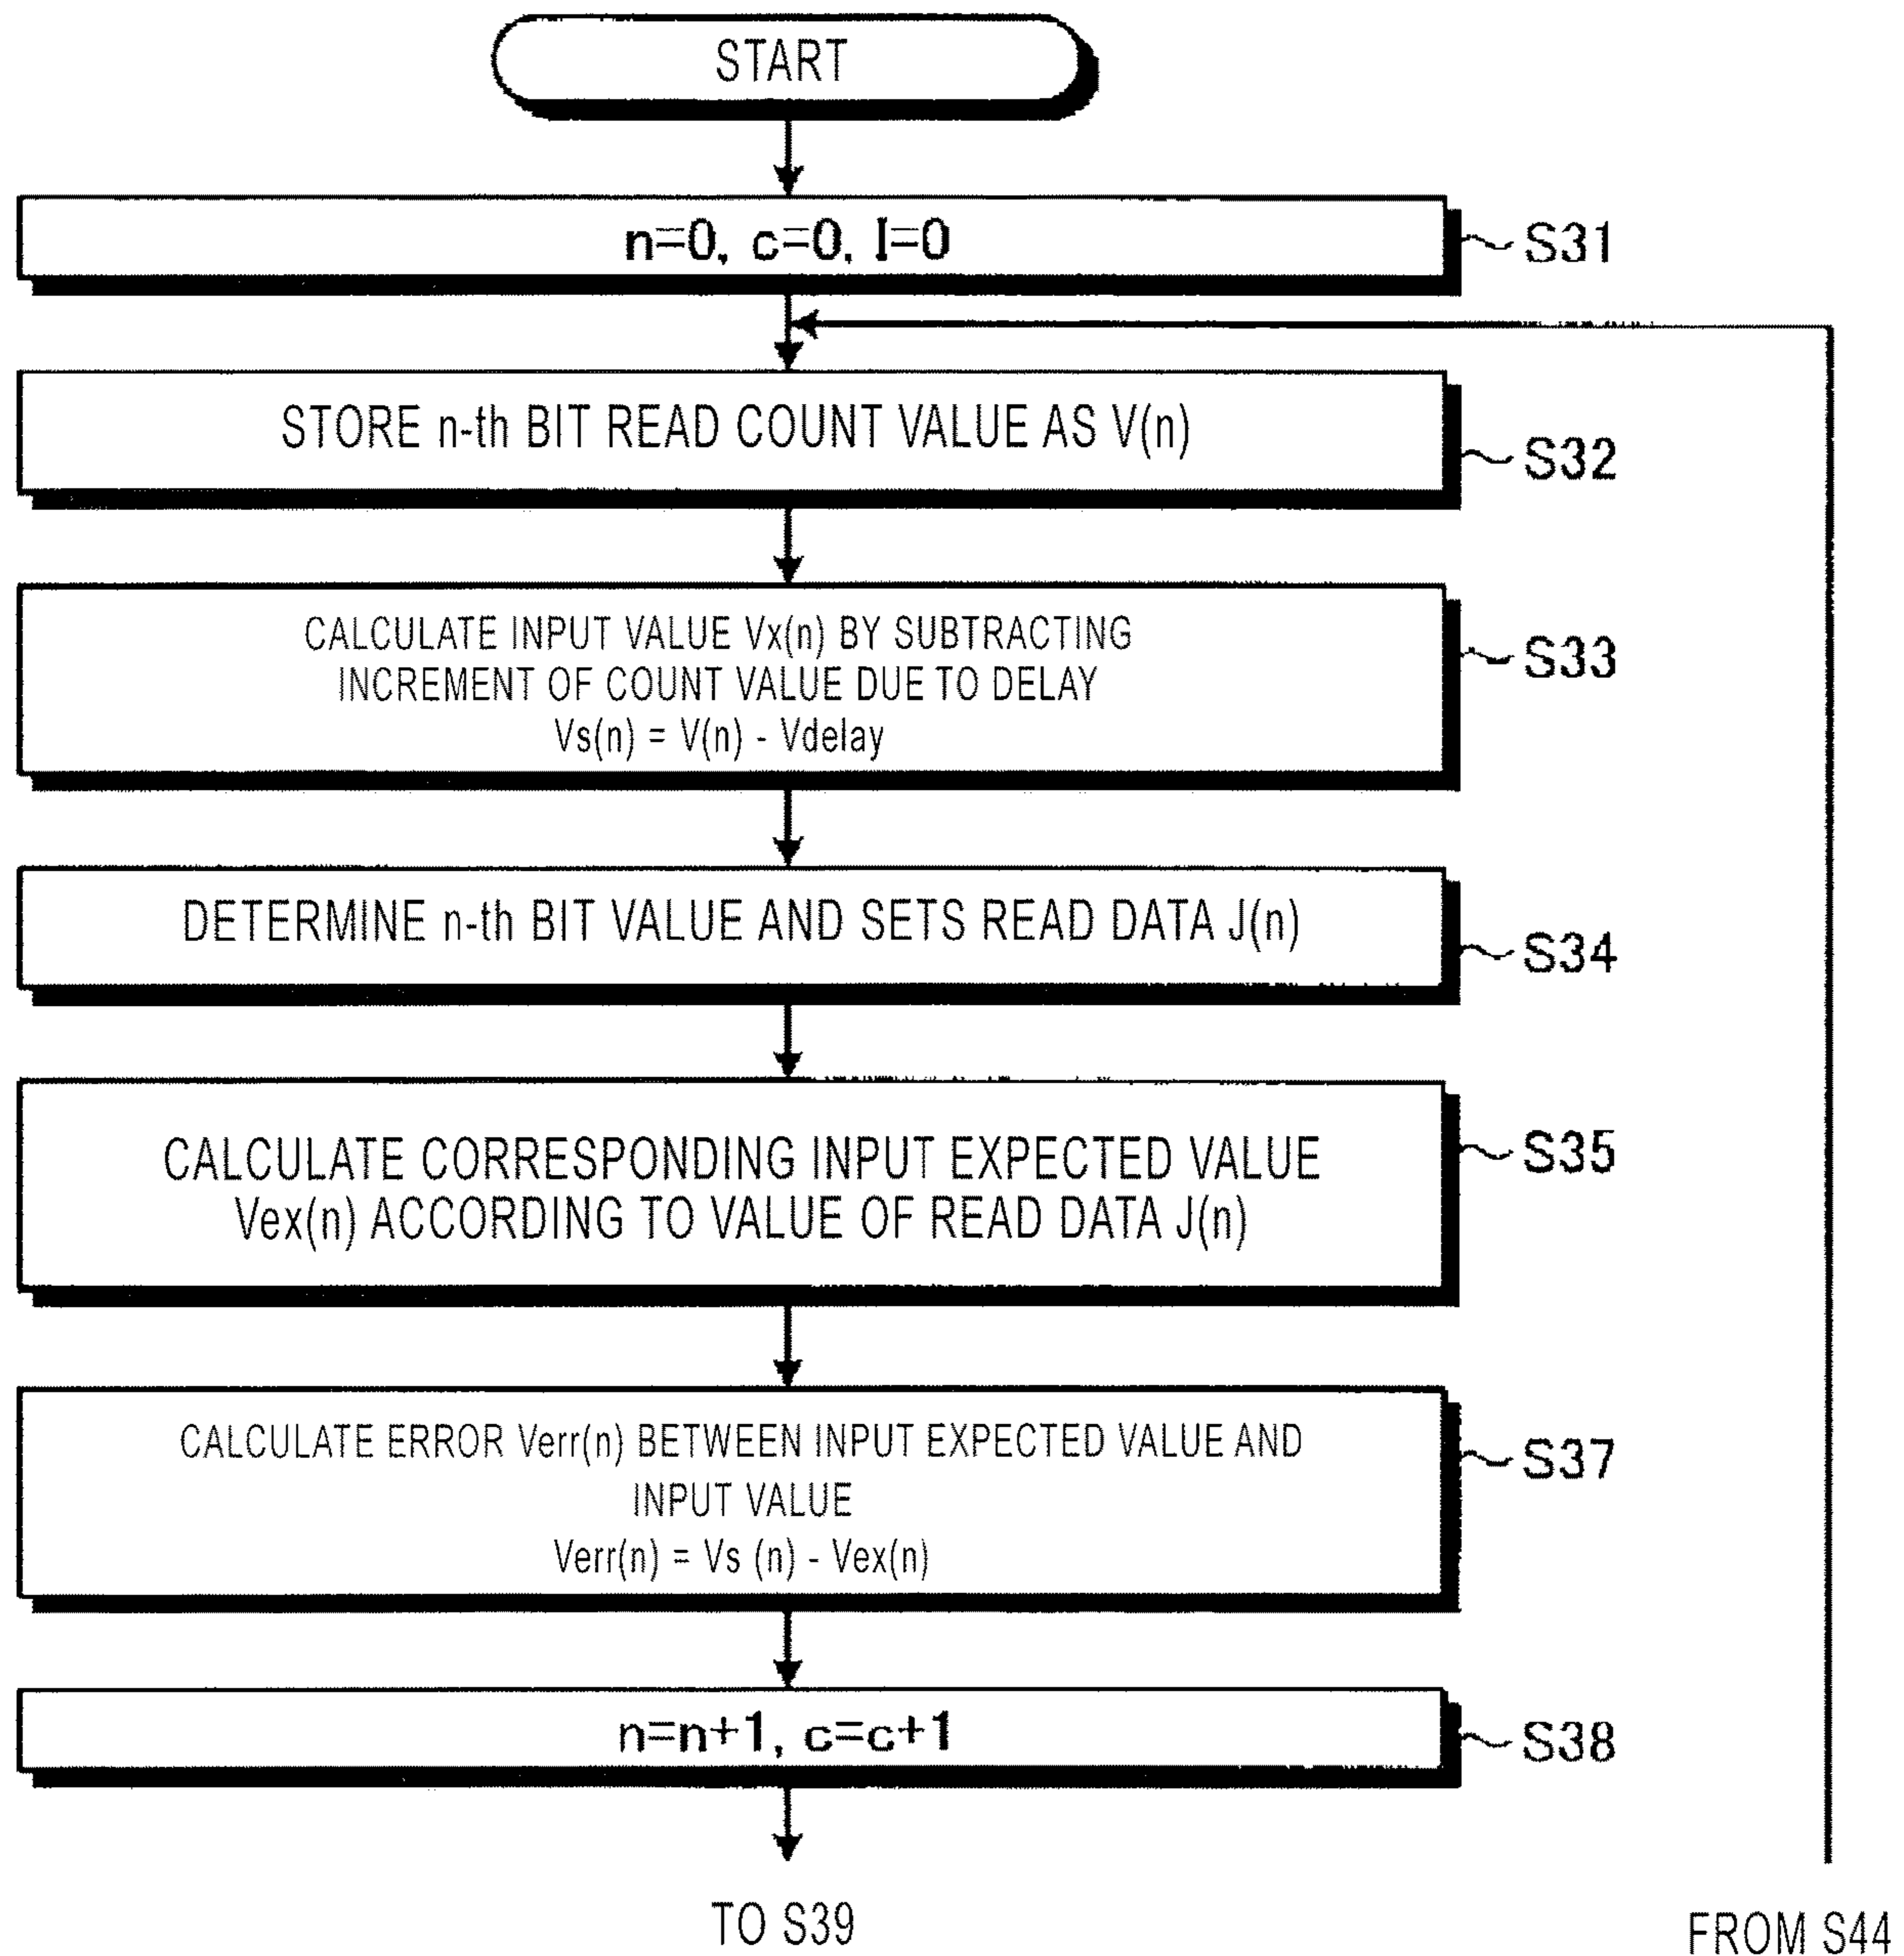 START
n=0, c=0, I=0
S31
STORE n-th BIT READ COUNT VALUE AS V(n)
S32
CALCULATE INPUT VALUE Vx(n) BY SUBTRACTING
INCREMENT OF COUNT VALUE DUE TO DELAY
Vs(n) = V(n) - Vdelay
S33
DETERMINE n-th BIT VALUE AND SETS READ DATA J(n)
S34
CALCULATE CORRESPONDING INPUT EXPECTED VALUE
Vex(n) ACCORDING TO VALUE OF READ DATA J(n)
S35
CALCULATE ERROR Verr(n) BETWEEN INPUT EXPECTED VALUE AND
INPUT VALUE
Verr(n) = Vs (n) - Vex(n)
S37
n=n+1, c=c+1
S38
TO S39
FROM S44